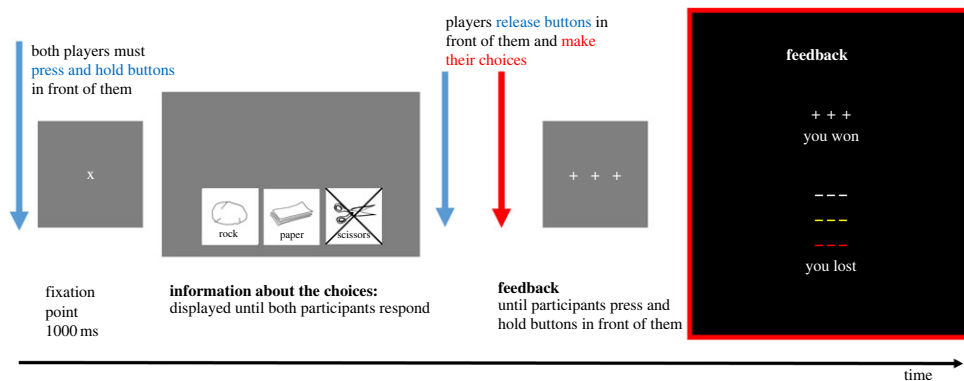 both players must
press and hold buttons
in front of them
x
rock
paper
scissors
information about the choices:
displayed until both participants respond
fixation
point
1000 ms
players release buttons in
front of them and make
their choices
+ + +
feedback
until participants press and
hold buttons in front of them
feedback
+ + +
you won
– – –
– – –
– – –
you lost
time